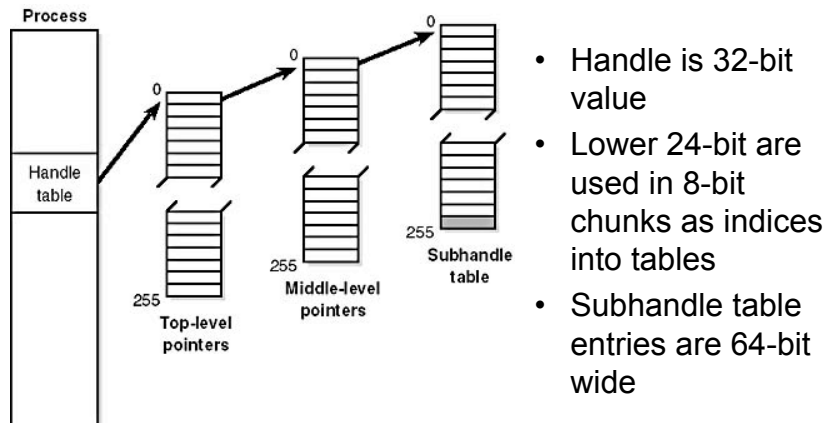 Process
Handle
table
0
255
Top-level
pointers
0
255
Middle-level
pointers
0
255
Subhandle
table
• Handle is 32-bit
value
• Lower 24-bit are
used in 8-bit
chunks as indices
into tables
• Subhandle table
entries are 64-bit
wide